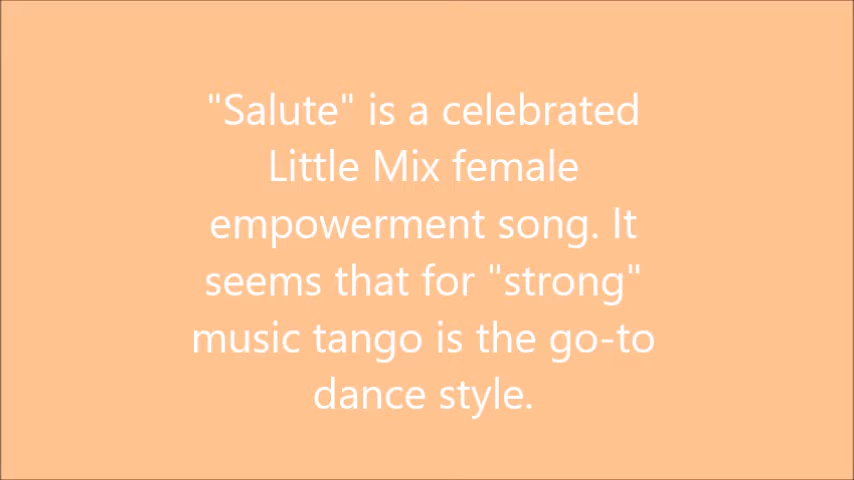 "Salute" is a celebrated
Little Mix female
empowerment song. It
seems that for "strong"
music tango is the go-to
dance style.